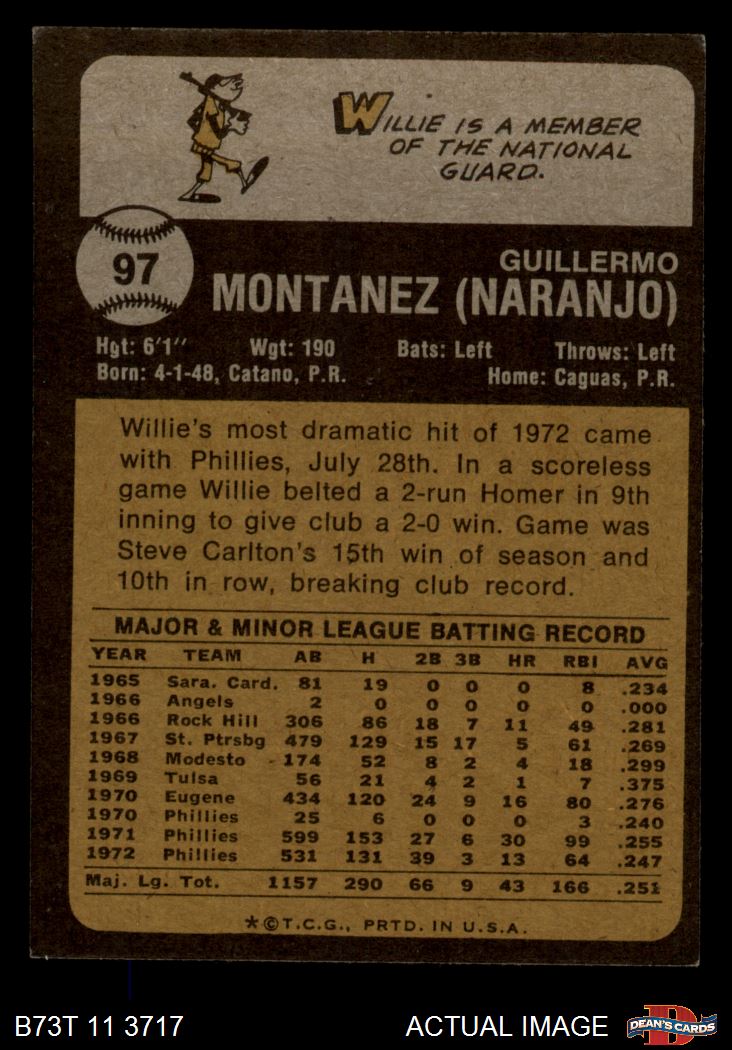 WILLIE IS A MEMBER
OF THE NATIONAL
GUARD.
97
GUILLERMO
MONTANEZ (NARANJO)
Hgt: 6'1" Wgt: 190 Bats: Left Throws: Left
Born: 4-1-48, Catano, P.R. Home: Caguas, P.R.
Willie's most dramatic hit of 1972 came
with Phillies, July 28th. In a scoreless
game Willie belted a 2-run Homer in 9th
inning to give club a 2-0 win. Game was
Steve Carlton's 15th win of season and
10th in row, breaking club record.
MAJOR & MINOR LEAGUE BATTING RECORD
YEAR TEAM AB H 2B 3B HR RBI AVG
1965 Sara. Card. 81 19 0 0 0 8 .234
1966 Angels 2 0 0 0 0 0 .000
1966 Rock Hill 306 86 18 7 11 49 .281
1967 St. Ptrsbg 479 129 15 17 5 61 .269
1968 Modesto 174 52 8 2 4 18 .299
1969 Tulsa 56 21 4 2 1 7 .375
1970 Eugene 434 120 24 9 16 80 .276
1970 Phillies 25 6 0 0 0 3 .240
1971 Phillies 599 153 27 6 30 99 .255
1972 Phillies 531 131 39 3 13 64 .247
Maj. Lg. Tot. 1157 290 66 9 43 166 .251
*©T.C.G., PRTD. IN U.S.A.
B73T 11 3717 ACTUAL IMAGE D DEAN'S CARDS